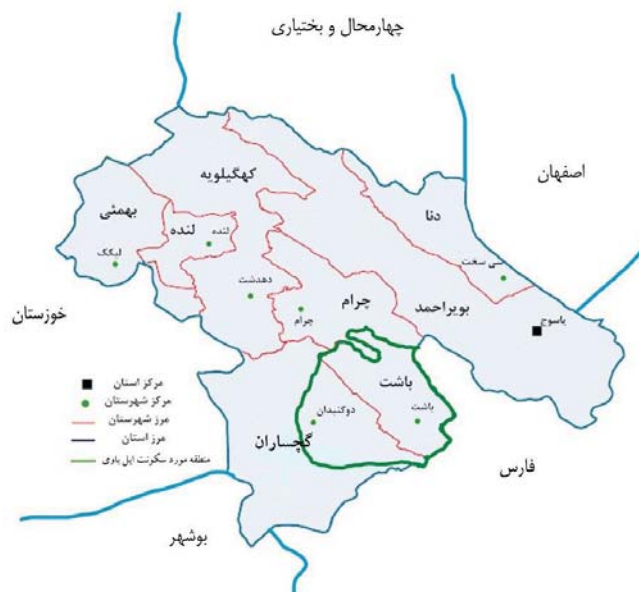 چهارمحال و بختیاری
اصفهان
کهگیلویه
دنا
بهمئی
لنده
لنده
لیکک
سی سخت
دهدشت
چرام
چرام
بویراحمد
یاسوج
خوزستان
باشت
باشت
دوگنبدان
گچساران
فارس
بوشهر
مرکز استان
مرکز شهرستان
مرز شهرستان
مرز استان
منطقه مورد سکونت ایل باوی